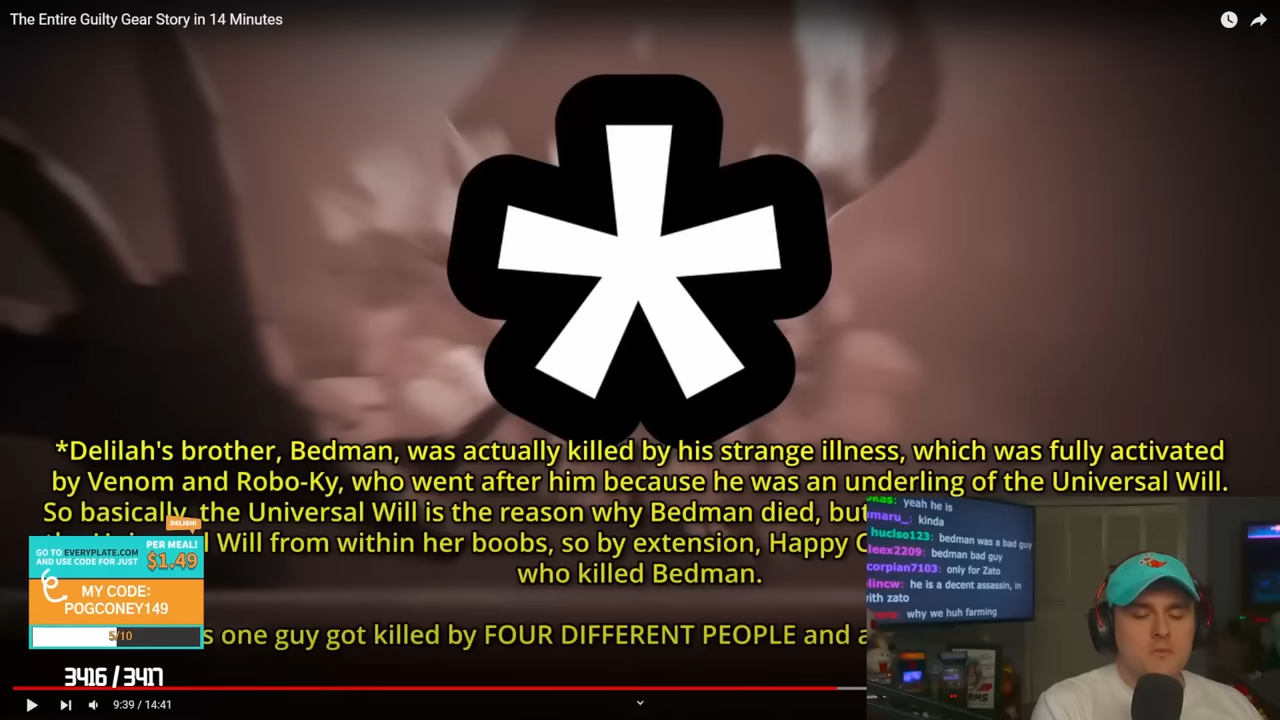 The Entire Guilty Gear Story in 14 Minutes
*
*Delilah's brother, Bedman, was actually killed by his strange illness, which was fully activated
by Venom and Robo-Ky, who went after him because he was an underling of the Universal Will.
So basically, the Universal Will is the reason why Bedman died, but
Will from within her boobs, so by extension, Happy
who killed Bedman.
one guy got killed by FOUR DIFFERENT PEOPLE and
DELISH!
GO TO EVERYPLATE.COM
AND USE CODE FOR JUST
PER MEAL!
$1.49
MY CODE:
POGCONEY149
5/10
3416 / 3417
9:39 / 14:41
yeah he is
kinda
huclso123: bedman was a bad guy
leex2209: bedman bad guy
corpian7103: only for Zato
he is a decent assassin, in
with zato
why we huh farming